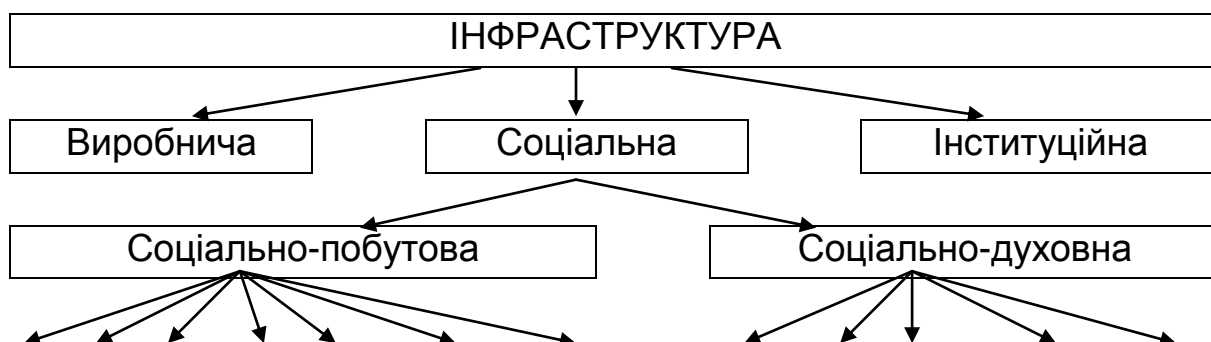 ІНФРАСТРУКТУРА
Виробнича Соціальна Інституційна
Соціально-побутова Соціально-духовна